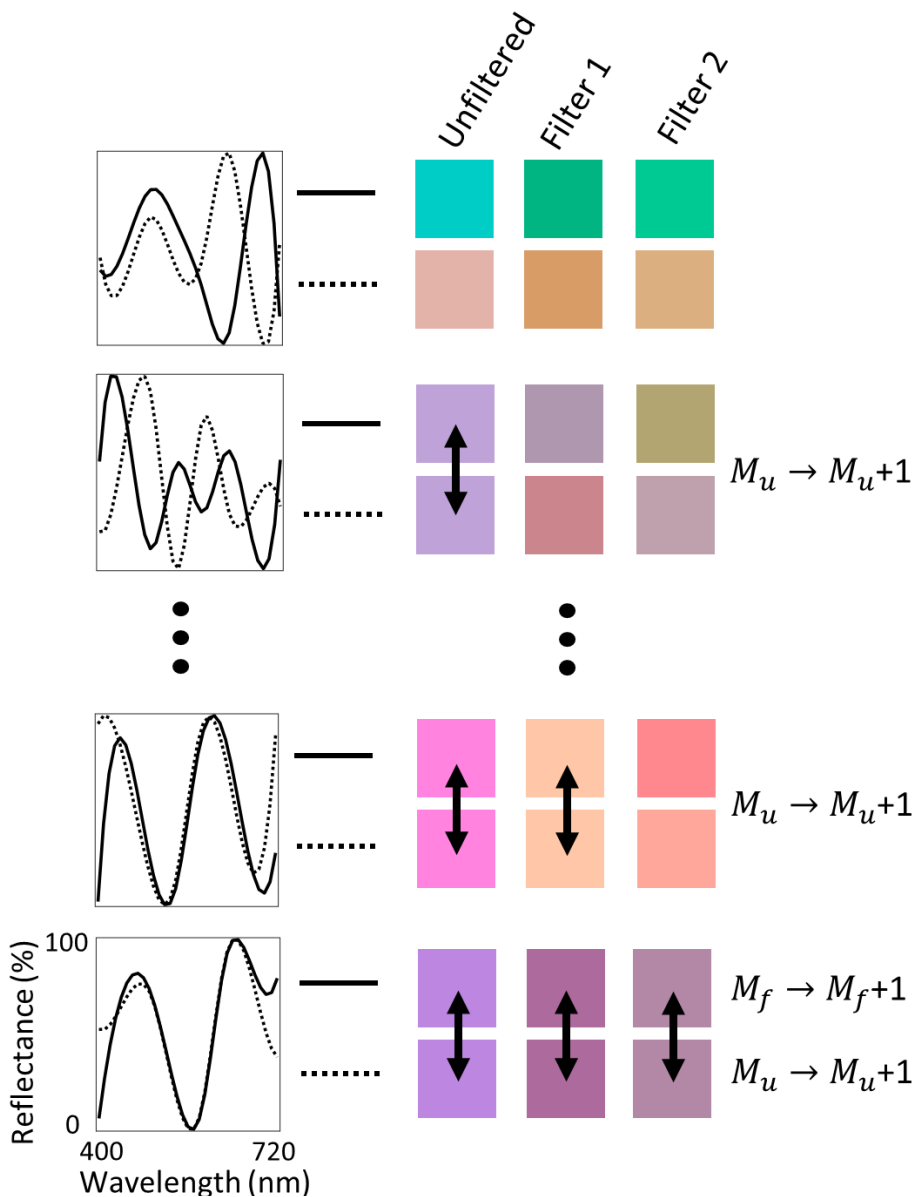 Unfiltered
Filter 1
Filter 2
M_u → M_u+1
M_u → M_u+1
100
0
Reflectance (%)
400 720
Wavelength (nm)
M_f → M_f+1
M_u → M_u+1